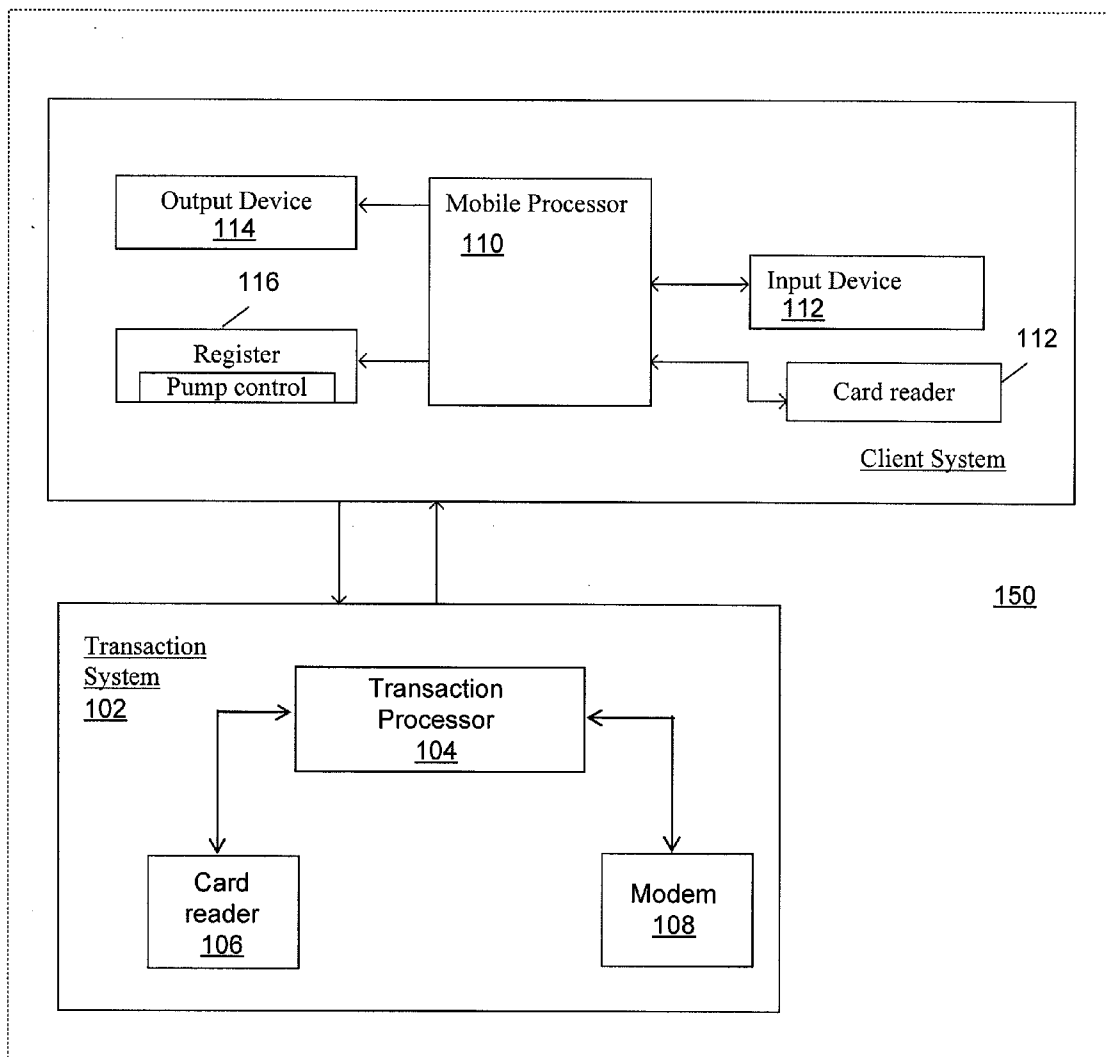 Output Device
114
Mobile Processor
110
116
Input Device
112
Register
Pump control
112
Card reader
Client System
150
Transaction
System
102
Transaction
Processor
104
Card
reader
106
Modem
108